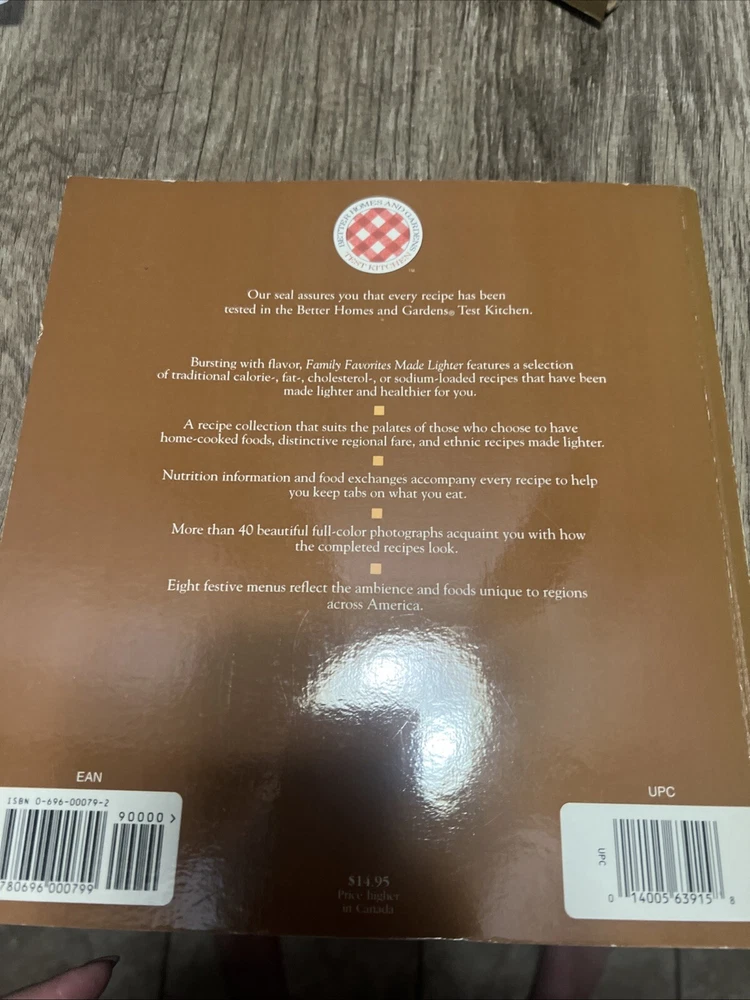 BETTER HOMES AND GARDENS
TEST KITCHEN
™
Our seal assures you that every recipe has been
tested in the Better Homes and Gardens® Test Kitchen.
Bursting with flavor, Family Favorites Made Lighter features a selection
of traditional calorie-, fat-, cholesterol-, or sodium-loaded recipes that have been
made lighter and healthier for you.
A recipe collection that suits the palates of those who choose to have
home-cooked foods, distinctive regional fare, and ethnic recipes made lighter.
Nutrition information and food exchanges accompany every recipe to help
you keep tabs on what you eat.
More than 40 beautiful full-color photographs acquaint you with how
the completed recipes look.
Eight festive menus reflect the ambience and foods unique to regions
across America.
EAN
ISBN 0-696-00079-2
90000 >
780696 000799
$14.95
Price higher
in Canada
UPC
UPC
0 14005 63915 8